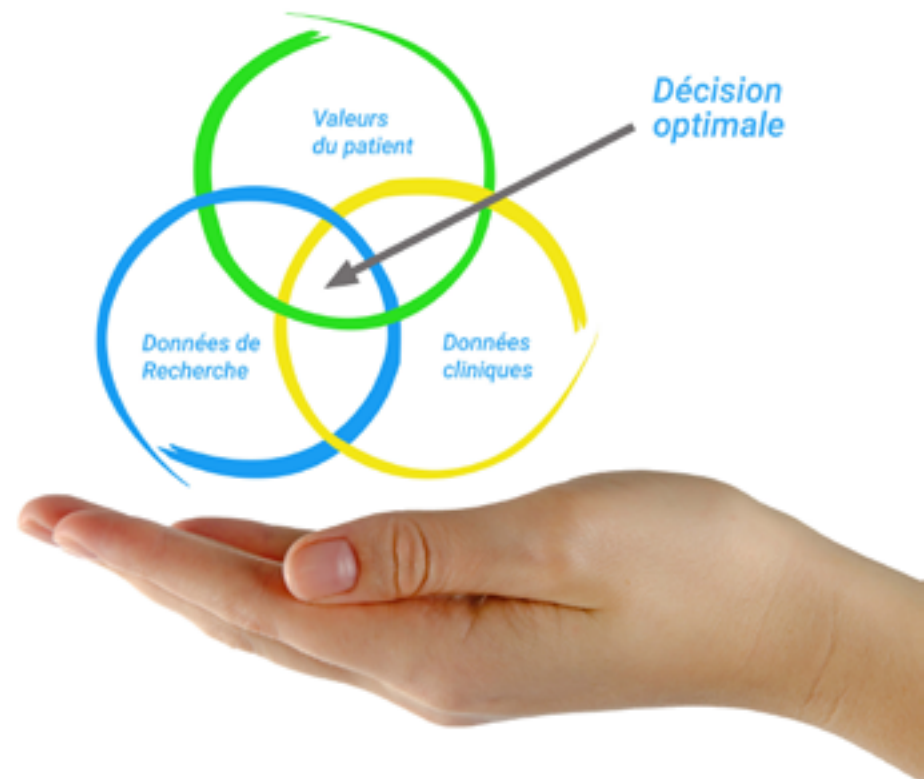 Valeurs
du patient
Décision
optimale
Données de
Recherche
Données
cliniques